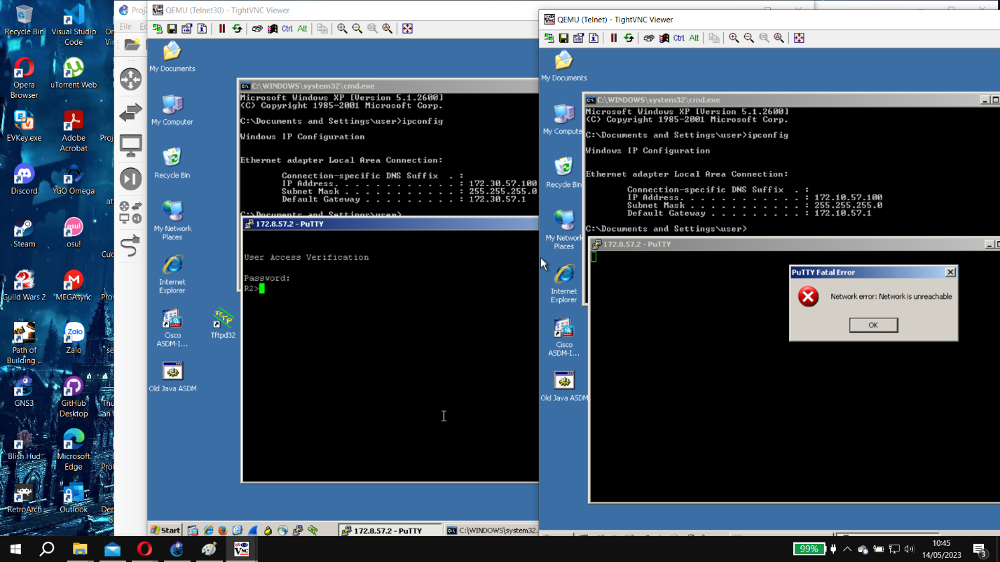 Recycle Bin
Visual Studio
Code
Opera
Browser
uTorrent Web
EVKey.exe
Adobe
Acrobat
Discord
YGO Omega
Steam
osu!
Guild Wars 2
MEGAsync
Path of
Building ...
Zalo
GNS3
GitHub
Desktop
Blish Hud
Microsoft
Edge
RetroArch
Outlook
File
QEMU (Telnet30) - TightVNC Viewer
Ctrl Alt
My Documents
My Computer
Recycle Bin
My Network
Places
Internet
Explorer
Cisco
ASDM-I...
Tftpd32
Old Java ASDM
C:\WINDOWS\system32\cmd.exe
Microsoft Windows XP [Version 5.1.2600]
(C) Copyright 1985-2001 Microsoft Corp.
C:\Documents and Settings\user>ipconfig
Windows IP Configuration
Ethernet adapter Local Area Connection:
Connection-specific DNS Suffix . :
IP Address. . . . . . . . . . . . : 172.30.57.100
Subnet Mask . . . . . . . . . . . : 255.255.255.0
Default Gateway . . . . . . . . . : 172.30.57.1
C:\Documents and Settings\user>
172.8.57.2 - PuTTY
User Access Verification
Password:
R2>
Start
172.8.57.2 - PuTTY
C:\WINDOWS\system32.
QEMU (Telnet) - TightVNC Viewer
Ctrl Alt
My Documents
My Compute
Recycle Bin
My Network
Places
Internet
Explorer
Cisco
ASDM-I...
Old Java ASDM
C:\WINDOWS\system32\cmd.exe
Microsoft Windows XP [Version 5.1.2600]
(C) Copyright 1985-2001 Microsoft Corp.
C:\Documents and Settings\user>ipconfig
Windows IP Configuration
Ethernet adapter Local Area Connection:
Connection-specific DNS Suffix . :
IP Address. . . . . . . . . . . . : 172.10.57.100
Subnet Mask . . . . . . . . . . . : 255.255.255.0
Default Gateway . . . . . . . . . : 172.10.57.1
C:\Documents and Settings\user>
172.8.57.2 - PuTTY
PuTTY Fatal Error
Network error: Network is unreachable
OK
99%
10:45
14/05/2023
3